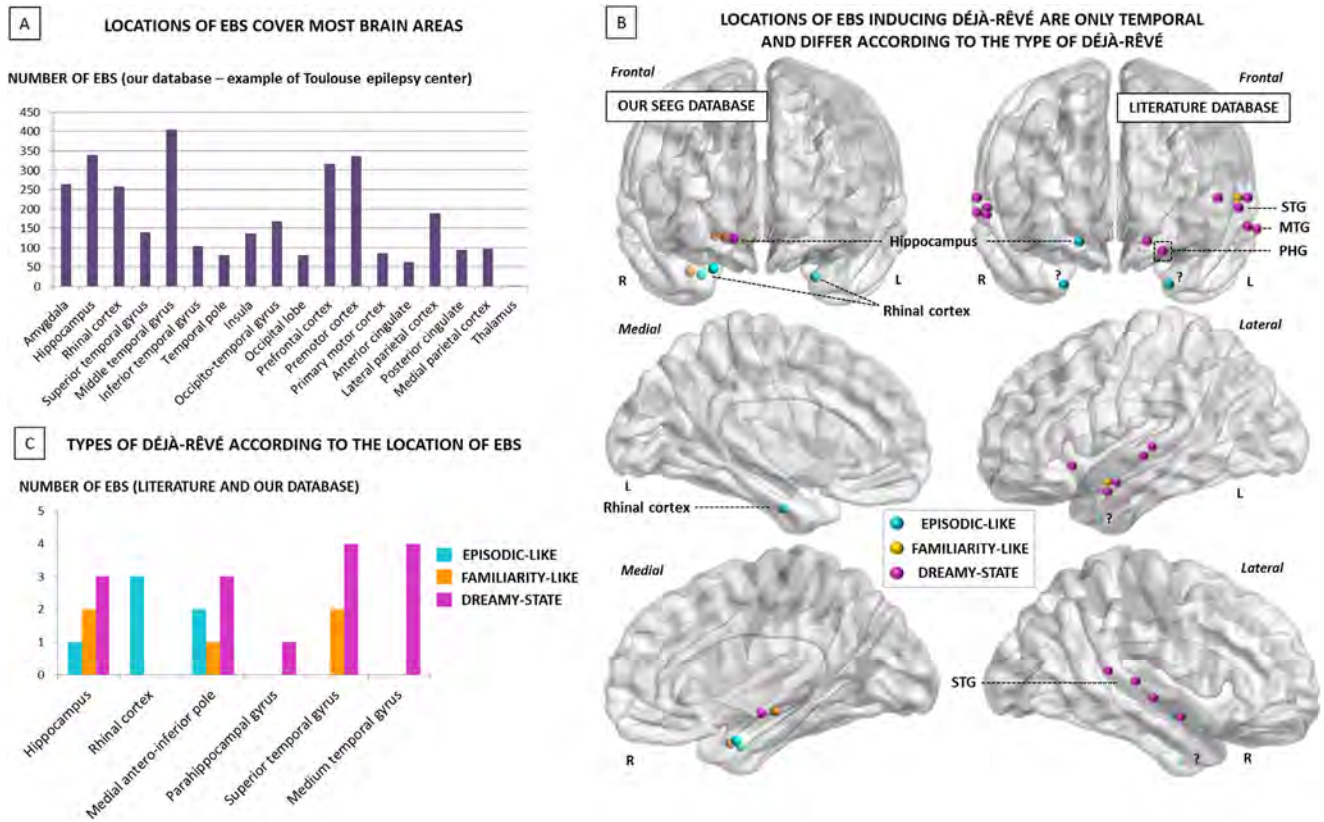 A
LOCATIONS OF EBS COVER MOST BRAIN AREAS
NUMBER OF EBS (our database – example of Toulouse epilepsy center)
450
400
350
300
250
200
150
100
50
0
Amygdala
Hippocampus
Rhinal cortex
Superior temporal gyrus
Middle temporal gyrus
Inferior temporal gyrus
Temporal pole
Insula
Occipito-temporal gyrus
Occipital lobe
Prefrontal cortex
Premotor cortex
Primary motor cortex
Anterior cingulate
Lateral parietal cortex
Posterior cingulate
Medial parietal cortex
Thalamus
C
TYPES OF DÉJÀ-RÊVÉ ACCORDING TO THE LOCATION OF EBS
NUMBER OF EBS (LITERATURE AND OUR DATABASE)
5
4
3
2
1
0
EPISODIC-LIKE
FAMILIARITY-LIKE
DREAMY-STATE
Hippocampus
Rhinal cortex
Medial antero-inferior pole
Parahippocampal gyrus
Superior temporal gyrus
Medium temporal gyrus
B
LOCATIONS OF EBS INDUCING DÉJÀ-RÊVÉ ARE ONLY TEMPORAL
AND DIFFER ACCORDING TO THE TYPE OF DÉJÀ-RÊVÉ
Frontal
Frontal
OUR SEEG DATABASE
LITERATURE DATABASE
STG
MTG
PHG
Hippocampus
R
L
R
L
?
?
Rhinal cortex
Medial
Lateral
L
L
Rhinal cortex
?
EPISODIC-LIKE
FAMILIARITY-LIKE
DREAMY-STATE
Medial
Lateral
STG
R
?
R